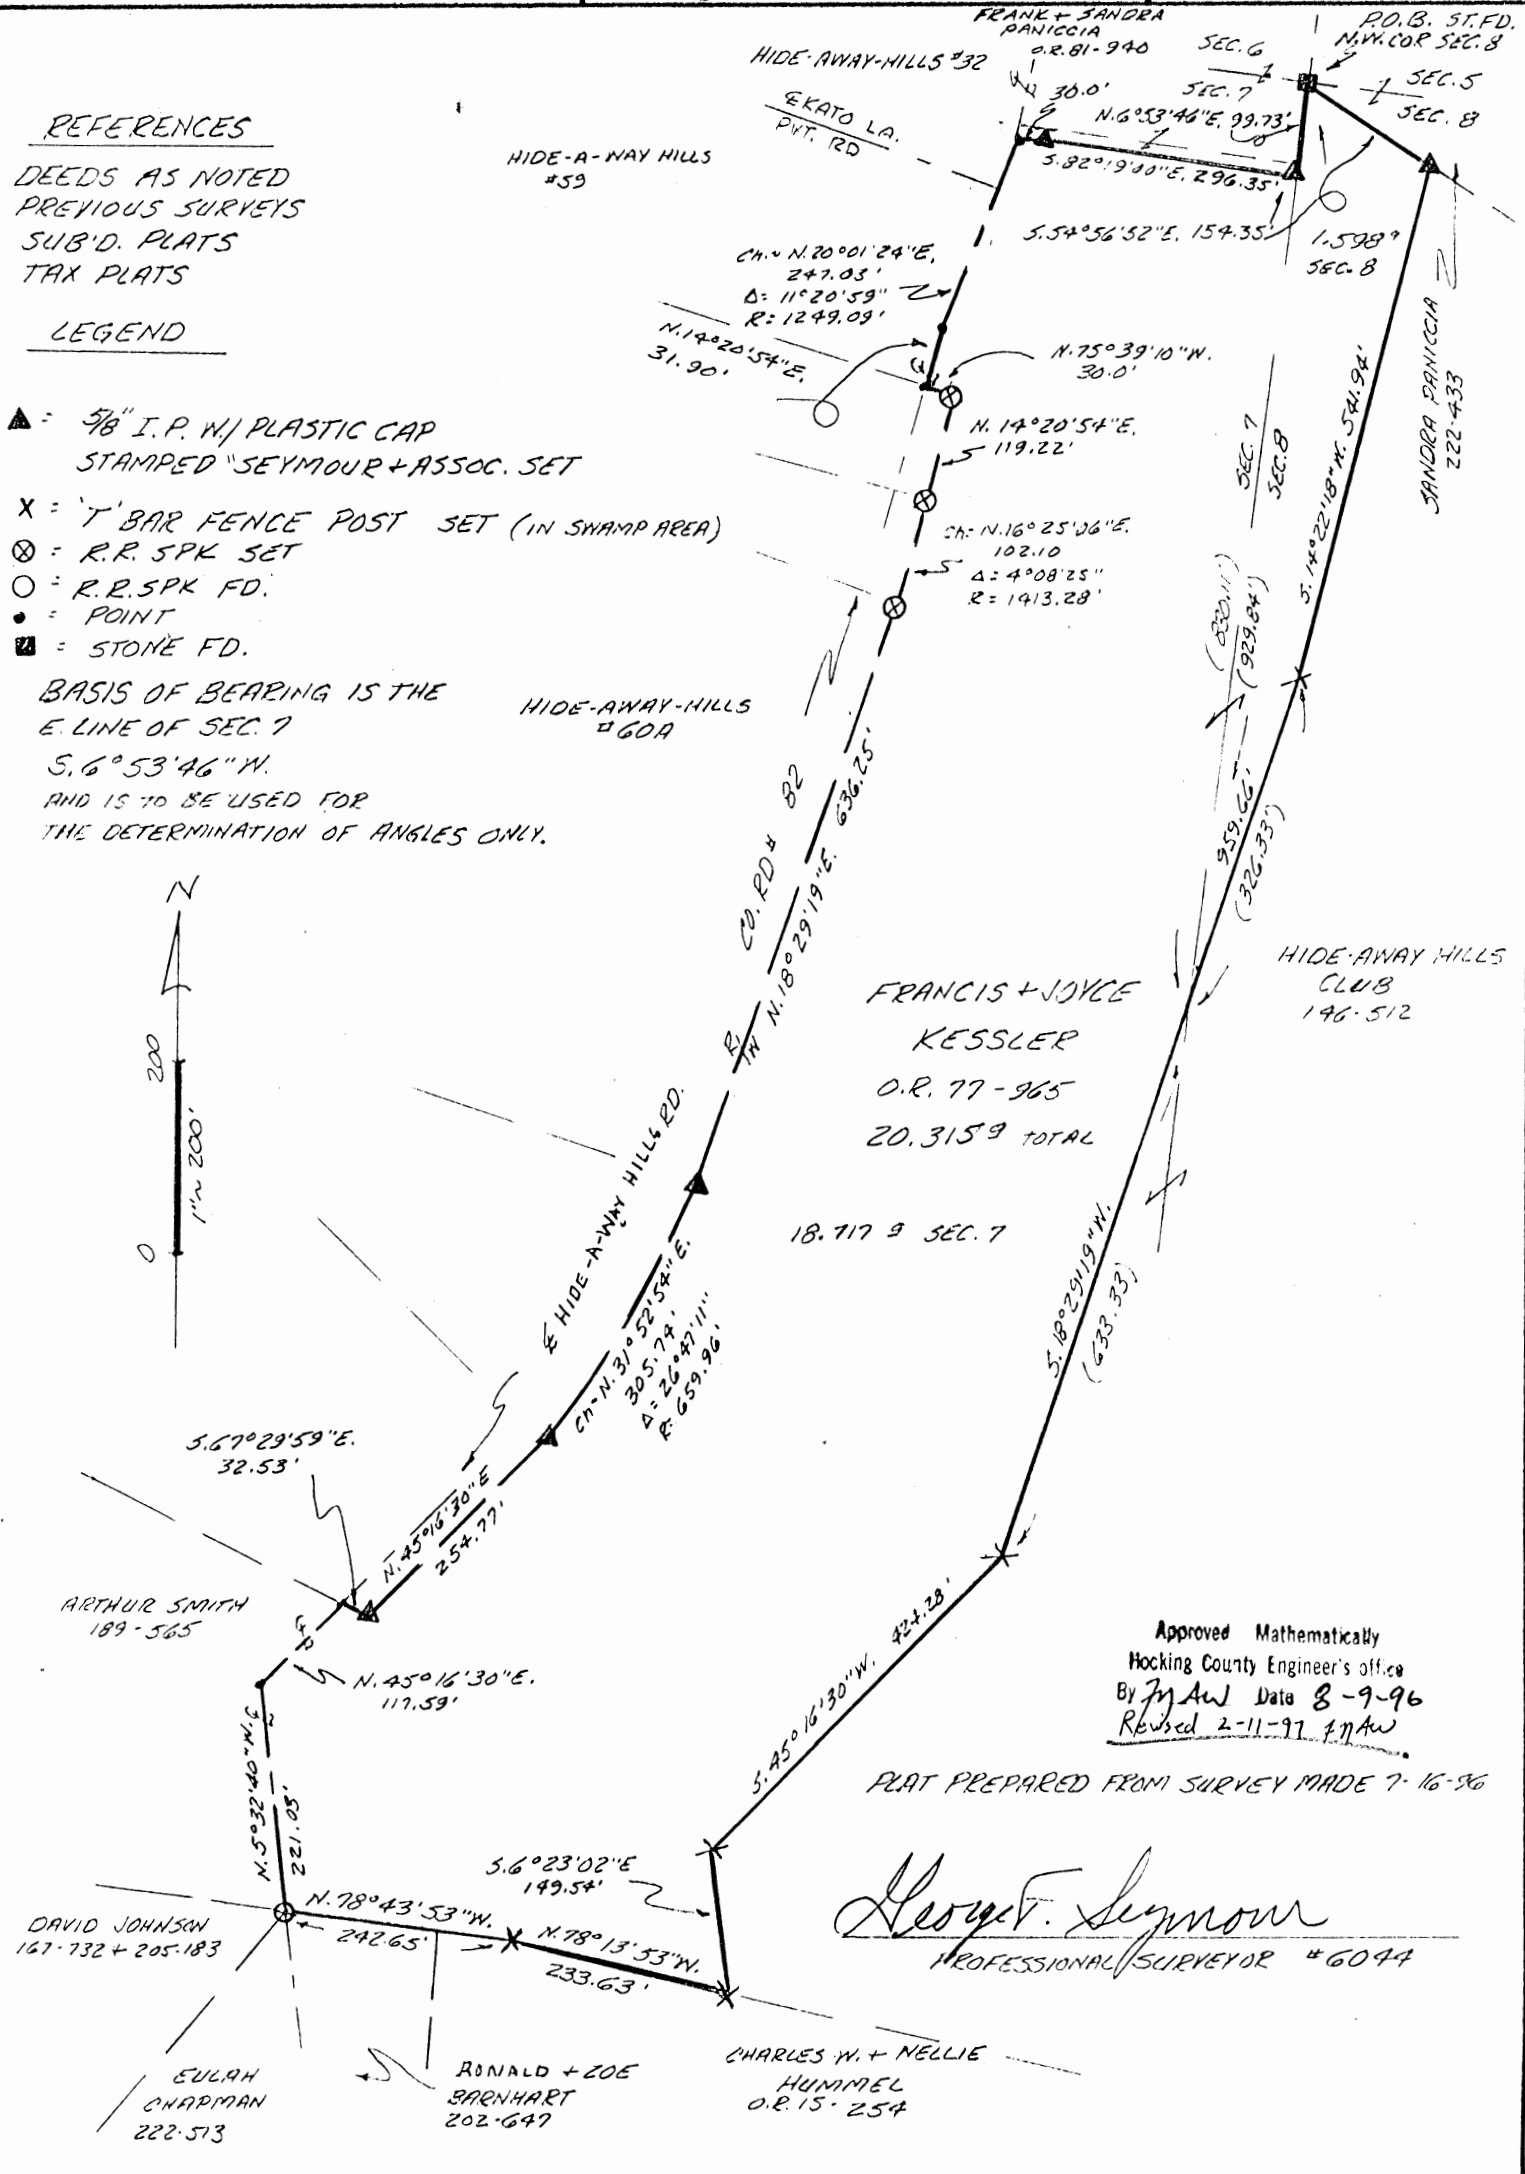 FRANK + SANDRA
PANICCIA
O.R. 81-940
HIDE-AWAY-HILLS #32
SEC. 6
SEC. 7
P.O.B. ST. FD.
N.W. COR SEC. 8
SEC. 5
SEC. 8
30.0'
N.6°53'46"E. 99.73'
S.82°19'00"E. 296.35'
℄ KATO LA.
PVT. RD
HIDE-A-WAY HILLS
#59
REFERENCES
DEEDS AS NOTED
PREVIOUS SURVEYS
SUB'D. PLATS
TAX PLATS
LEGEND
▲ = 5/8" I.P. W/ PLASTIC CAP
STAMPED "SEYMOUR + ASSOC. SET
X = 'T' BAR FENCE POST SET (IN SWAMP AREA)
⊗ = R.R. SPK SET
○ = R.R. SPK FD.
● = POINT
■ = STONE FD.
BASIS OF BEARING IS THE
E. LINE OF SEC. 7
S. 6°53'46"W.
AND IS TO BE USED FOR
THE DETERMINATION OF ANGLES ONLY.
S.54°56'52"E. 154.35'
1.598 a
SEC. 8
Ch. ~ N.20°01'24"E.
247.03'
Δ= 11°20'59"
R= 1249.09'
N.14°20'54"E.
31.90'
℄
N.75°39'10"W.
30.0'
N. 14°20'54"E.
119.22'
Ch= N.16°25'06"E.
102.10
Δ= 4°08'25"
R= 1413.28'
SANDRA PANICCIA
222-433
SEC. 7
SEC. 8
S. 14°22'18"W. 541.94'
(830.11')
(929.84')
959.66'
(326.33')
HIDE-AWAY-HILLS
#60A
CO. RD # 82
N. 18°29'19"E. 636.25'
R/W
N
200
0
1" ~ 200'
FRANCIS + JOYCE
KESSLER
O.R. 77-965
20.315 a TOTAL
18.717 a SEC. 7
HIDE-AWAY HILLS
CLUB
146-512
℄ HIDE-A-WAY HILLS RD.
Ch- N.31°52'54"E.
305.74'
Δ= 26°47'11"
R= 659.96'
S. 18°29'19"W.
(633.33)
S.67°29'59"E.
32.53'
N.45°16'30"E
254.77'
ARTHUR SMITH
189-565
℄
N.45°16'30"E.
117.59'
℄
N.5°32'40"W.
221.03'
S.45°16'30"W. 424.28'
Approved Mathematically
Hocking County Engineer's office
By Date 8-9-96
Revised 2-11-97
PLAT PREPARED FROM SURVEY MADE 7-16-96
S.6°23'02"E
149.54'
DAVID JOHNSON
167-732 + 205-183
N.78°43'53"W.
242.65'
N.78°13'53"W.
233.63'
George F. Seymour
PROFESSIONAL SURVEYOR #6044
EULAH
CHAPMAN
222-513
RONALD + ZOE
BARNHART
202-647
CHARLES W. + NELLIE
HUMMEL
O.R. 15-254